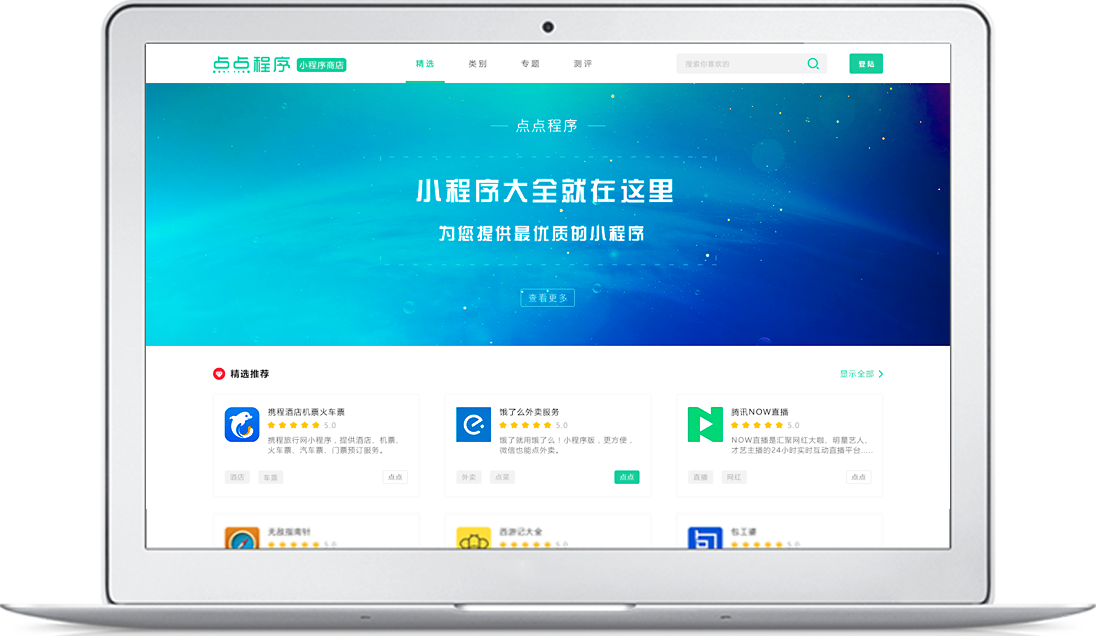 点点程序 小程序商店
精选 类别 专题 测评
搜索你喜欢的
登陆
点点程序
小程序大全就在这里
为您提供最优质的小程序
查看更多
精选推荐
显示全部
携程酒店机票火车票
5.0
携程旅行网小程序，提供酒店、机票、
火车票、汽车票、门票预订服务。
酒店 车票
点点
饿了么外卖服务
5.0
饿了就用饿了么！小程序版，更方便，
微信也能点外卖。
外卖 点餐
点点
腾讯NOW直播
5.0
NOW直播是汇聚网红大咖、明星艺人、
才艺主播的24小时实时互动直播平台.....
直播 网红
点点
无敌指南针
5.0
西游记大全
5.0
包工婆
5.0